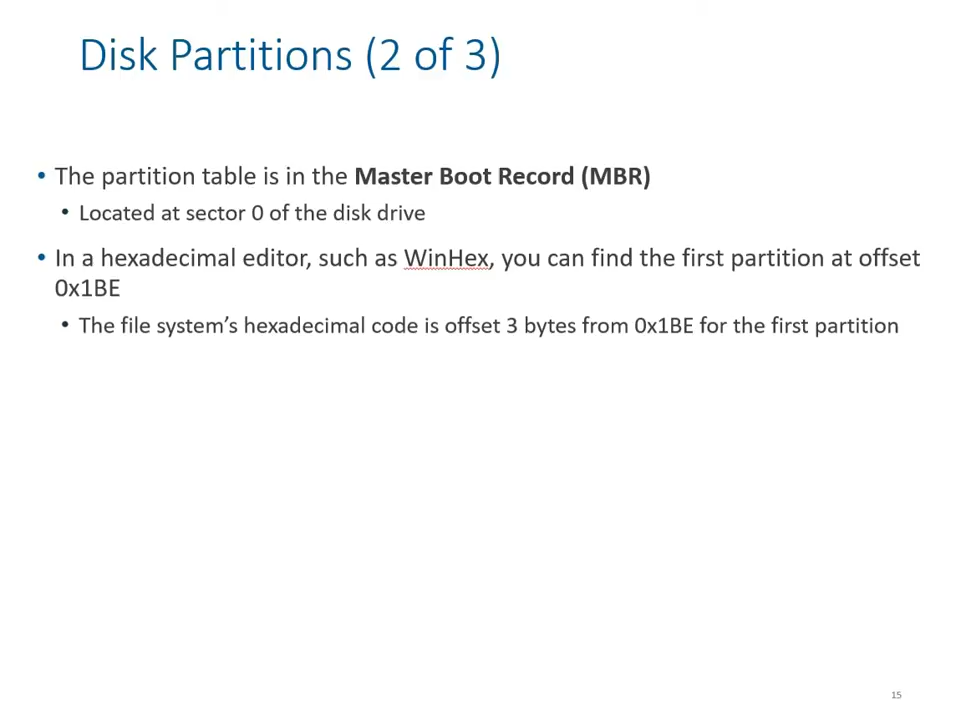 Disk Partitions (2 of 3)
• The partition table is in the Master Boot Record (MBR)
• Located at sector 0 of the disk drive
• In a hexadecimal editor, such as WinHex, you can find the first partition at offset
0x1BE
• The file system’s hexadecimal code is offset 3 bytes from 0x1BE for the first partition
15